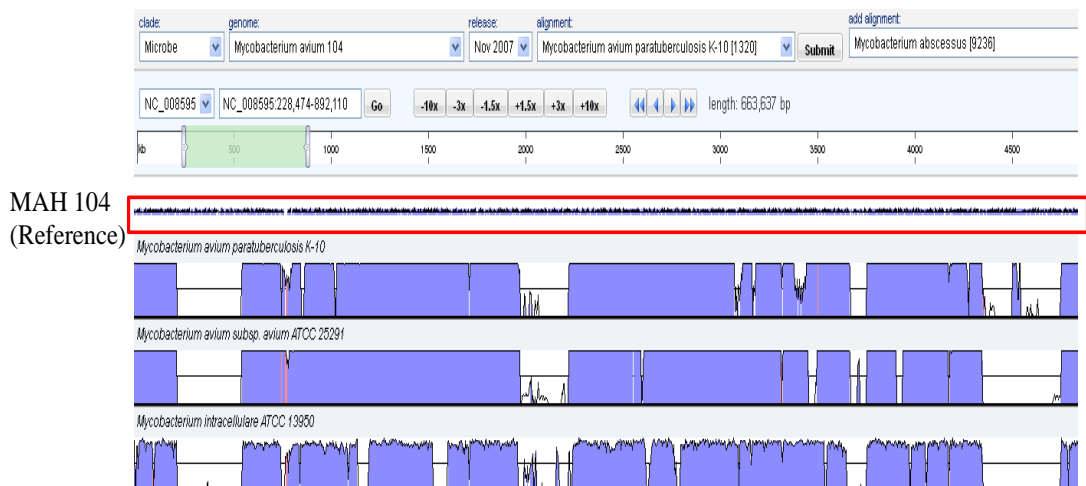 clade: genome: release: alignment: add alignment:
Microbe Mycobacterium avium 104 Nov 2007 Mycobacterium avium paratuberculosis K-10 [1320] Submit Mycobacterium abscessus [9236]
NC_008595 NC_008595:228,474-892,110 Go -10x -3x -1.5x +1.5x +3x +10x length: 663,637 bp
kb 500 1000 1500 2000 2500 3000 3500 4000 4500
MAH 104
(Reference)
Mycobacterium avium paratuberculosis K-10
Mycobacterium avium subsp. avium ATCC 25291
Mycobacterium intracellulare ATCC 13950